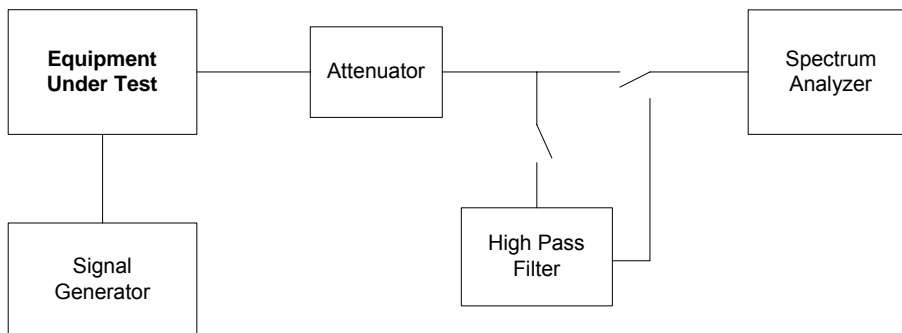 Equipment
Under Test
Attenuator
Spectrum
Analyzer
Signal
Generator
High Pass
Filter